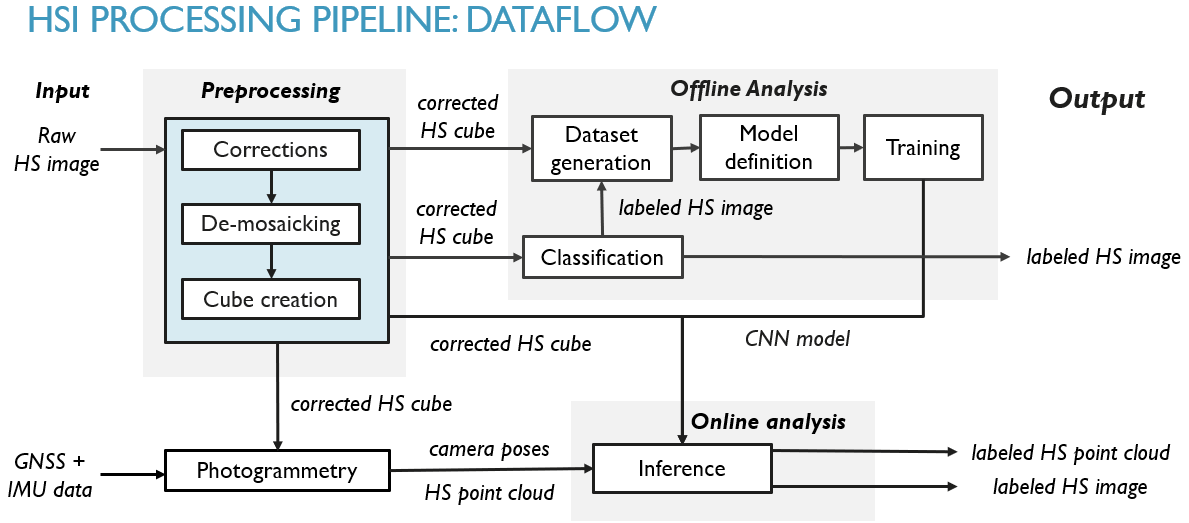 HSI PROCESSING PIPELINE: DATAFLOW
Input
Preprocessing
Offline Analysis
Output
Raw
HS image
Corrections
De-mosaicking
Cube creation
corrected
HS cube
Dataset
generation
Model
definition
Training
corrected
HS cube
labeled HS image
Classification
labeled HS image
corrected HS cube
CNN model
corrected HS cube
Online analysis
GNSS +
IMU data
Photogrammetry
camera poses
HS point cloud
Inference
labeled HS point cloud
labeled HS image